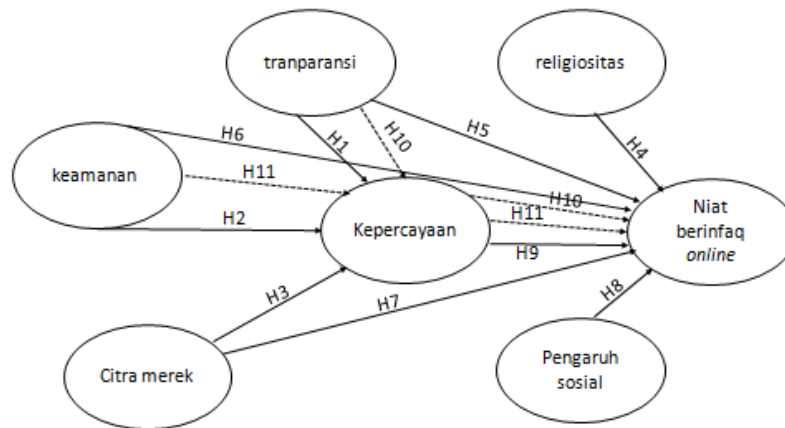 tranparansi
religiositas
H6
H5
H1
H10
H4
keamanan
H11
H10
H11
H2
Kepercayaan
H9
Niat
berinfaq
online
H3
H7
H8
Citra merek
Pengaruh
sosial